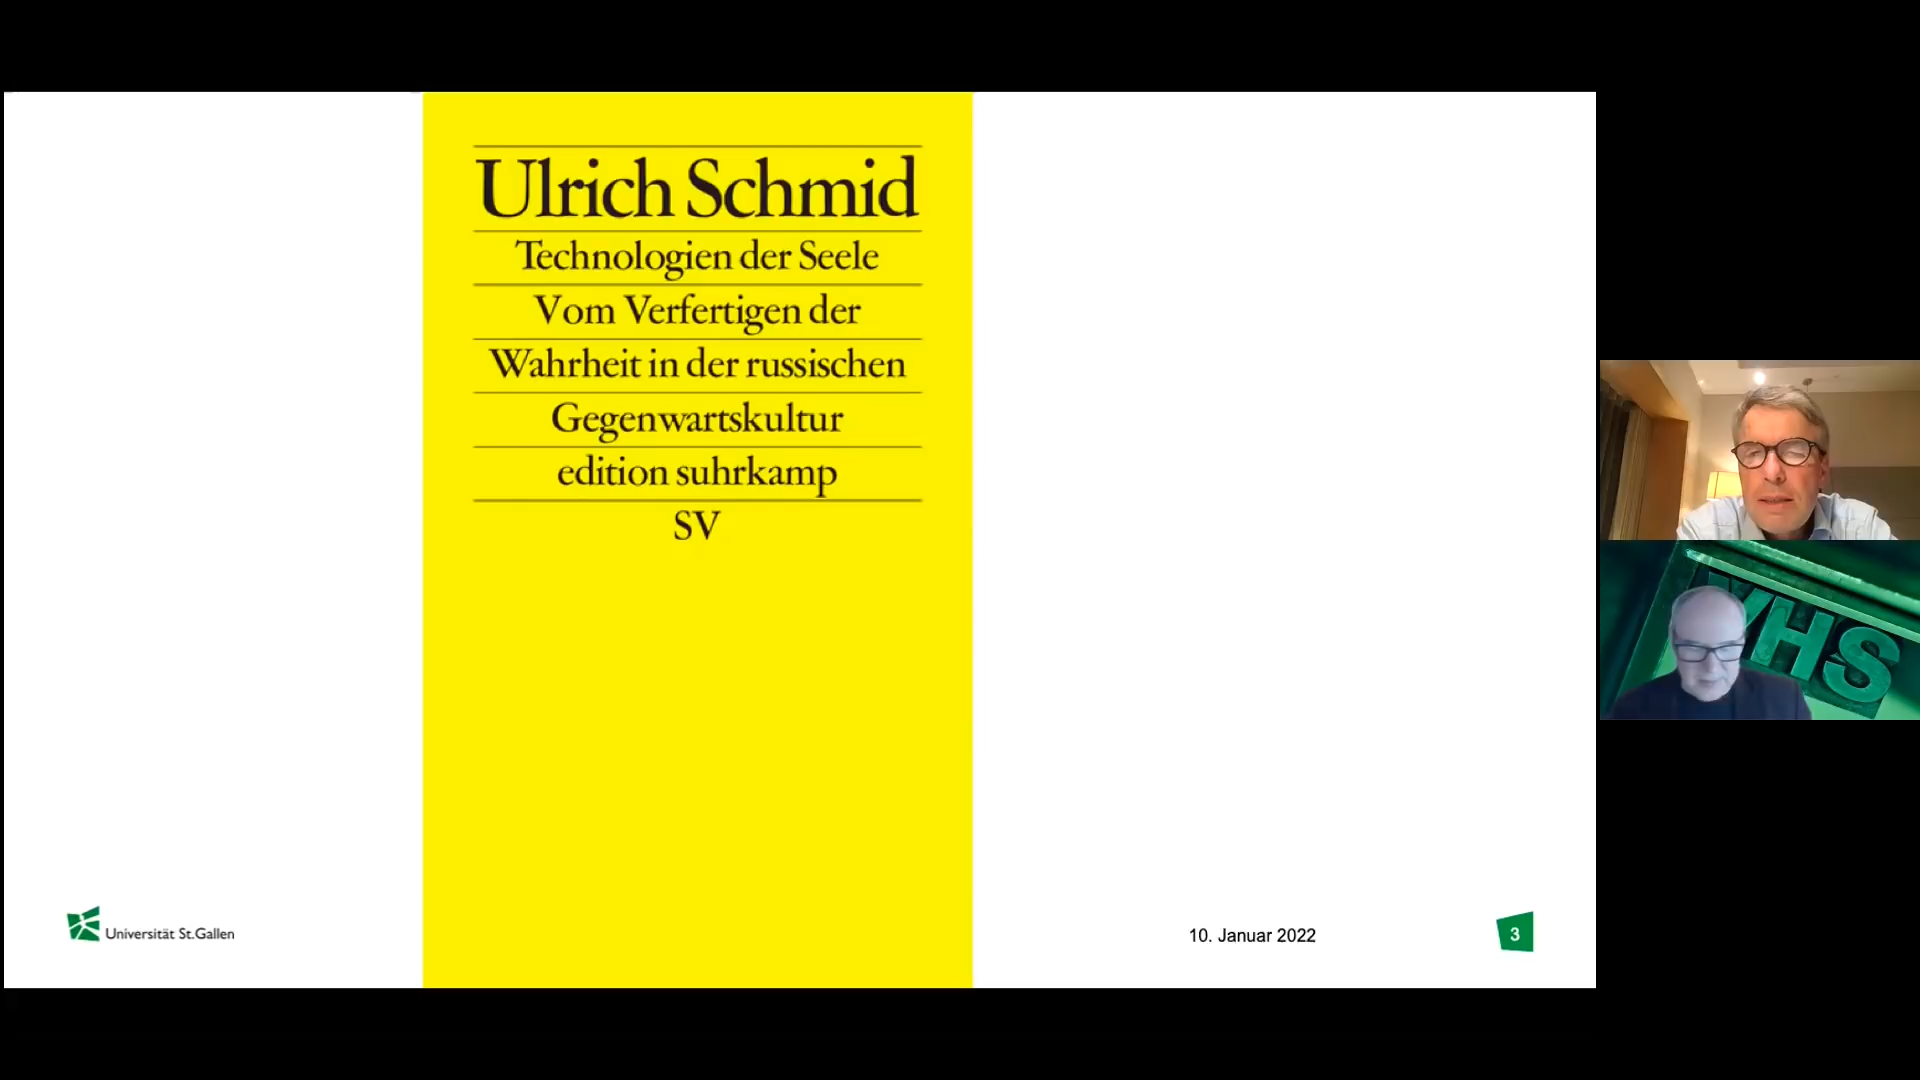 Ulrich Schmid
Technologien der Seele
Vom Verfertigen der
Wahrheit in der russischen
Gegenwartskultur
edition suhrkamp
SV
Universität St.Gallen
10. Januar 2022
3
VHS